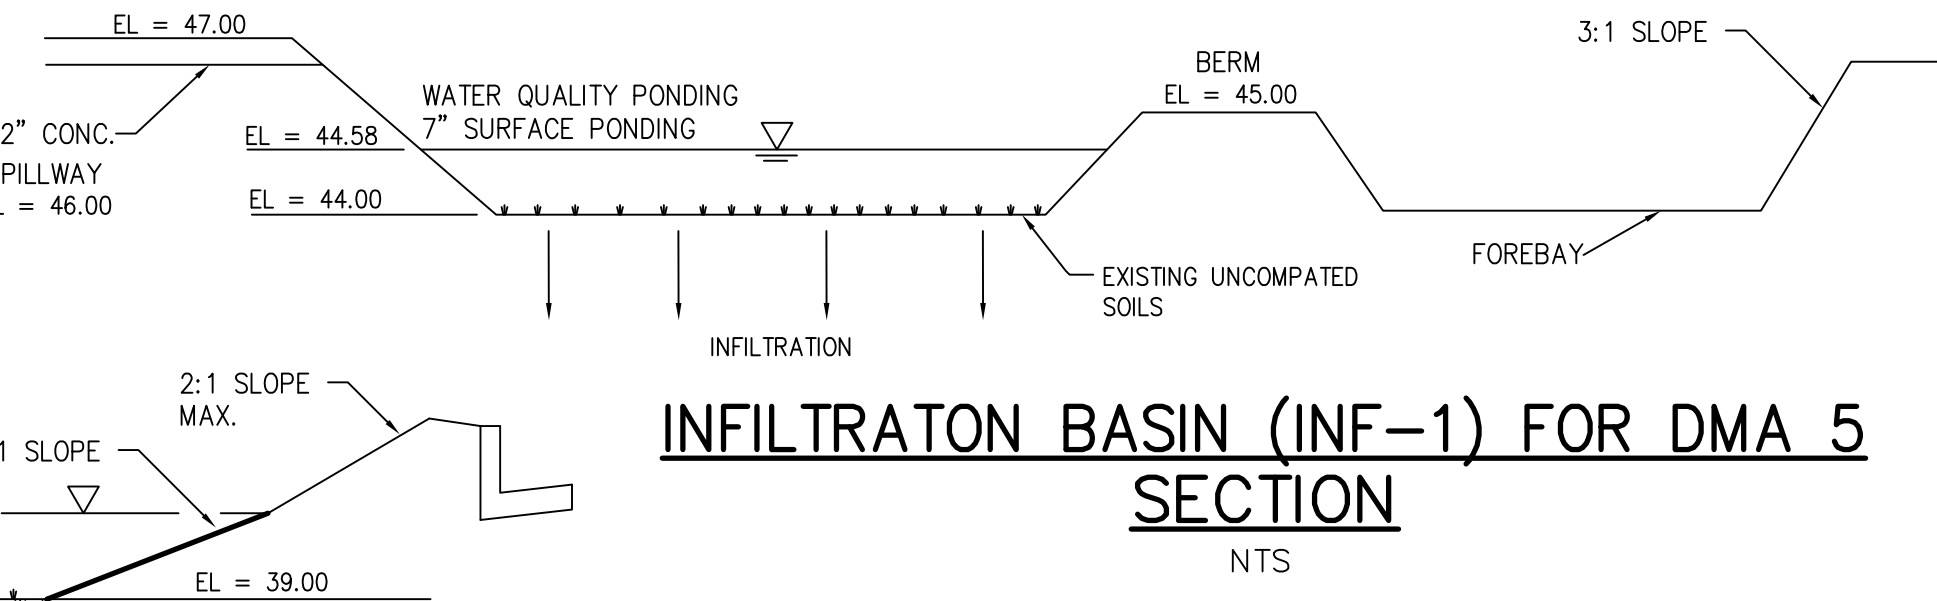 EL = 47.00
3:1 SLOPE
BERM
EL = 45.00
WATER QUALITY PONDING
7" SURFACE PONDING
2" CONC.
EL = 44.58
PILLWAY
= 46.00
EL = 44.00
FOREBAY
EXISTING UNCOMPATED
SOILS
INFILTRATION
2:1 SLOPE
MAX.
1 SLOPE
INFILTRATON BASIN (INF-1) FOR DMA 5
SECTION
NTS
EL = 39.00